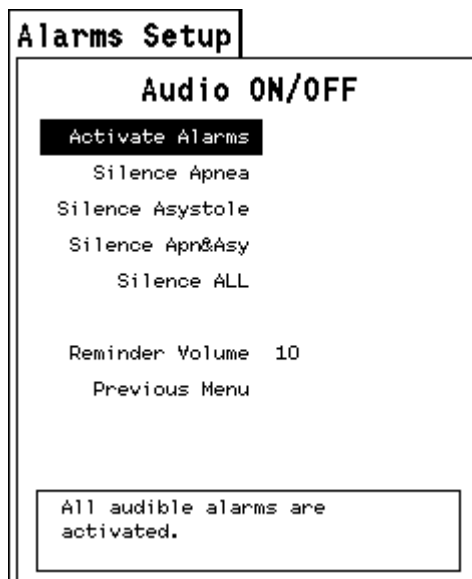 Alarms Setup
Audio ON/OFF
Activate Alarms
Silence Apnea
Silence Asystole
Silence Apn&Asy
Silence ALL
Reminder Volume 10
Previous Menu
All audible alarms are
activated.